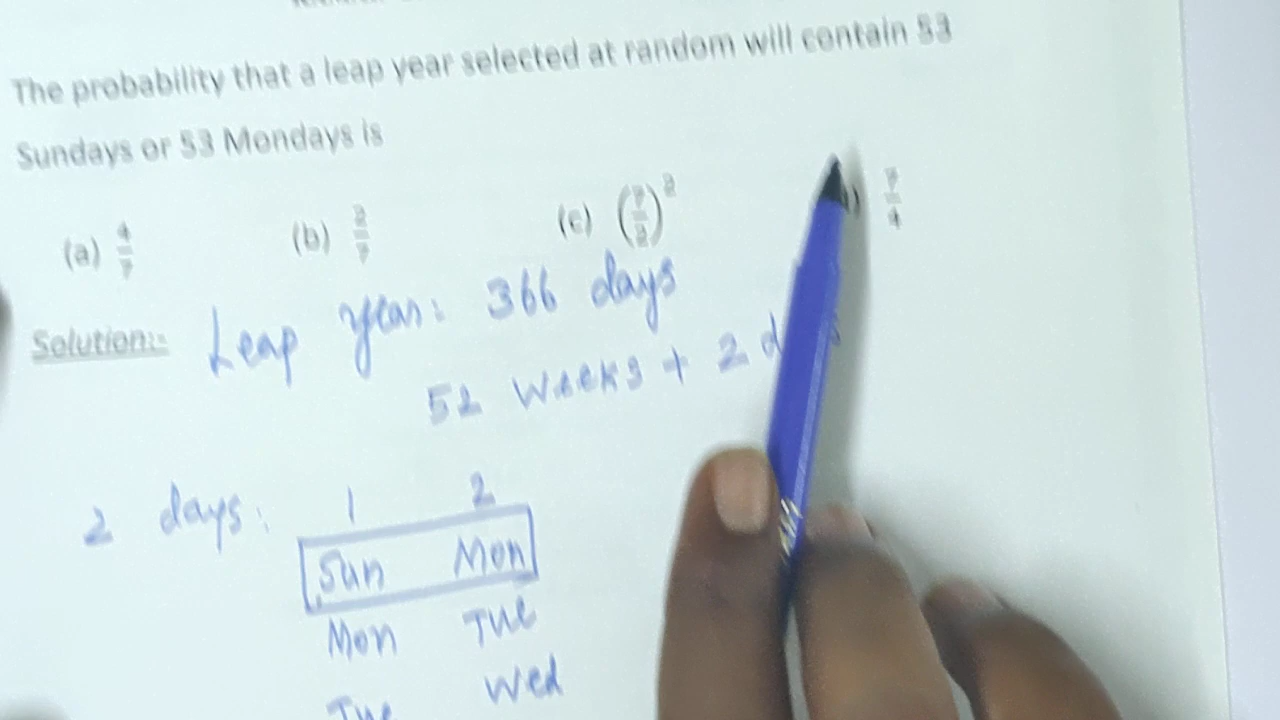 The probability that a leap year selected at random will contain 53
Sundays or 53 Mondays is
(a) 4/7 (b) 2/7 (c) (7/2)² ) 7/4
Solution:- Leap year: 366 days
52 weeks + 2 d
2 days: 1 2
Sun Mon
Mon Tue
Tue Wed